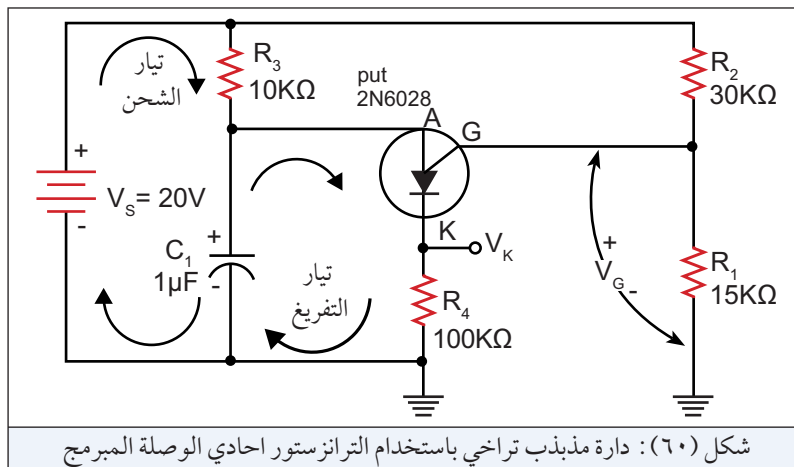 R3
10KΩ
تيار
الشحن
put
2N6028
A
G
R2
30KΩ
+
VS= 20V
-
C1
1µF
+
-
تيار
التفريغ
K
VK
R4
100KΩ
+
VG
-
R1
15KΩ
شكل (٦٠): دارة مذبذب تراخي باستخدام الترانزستور احادي الوصلة المبرمج